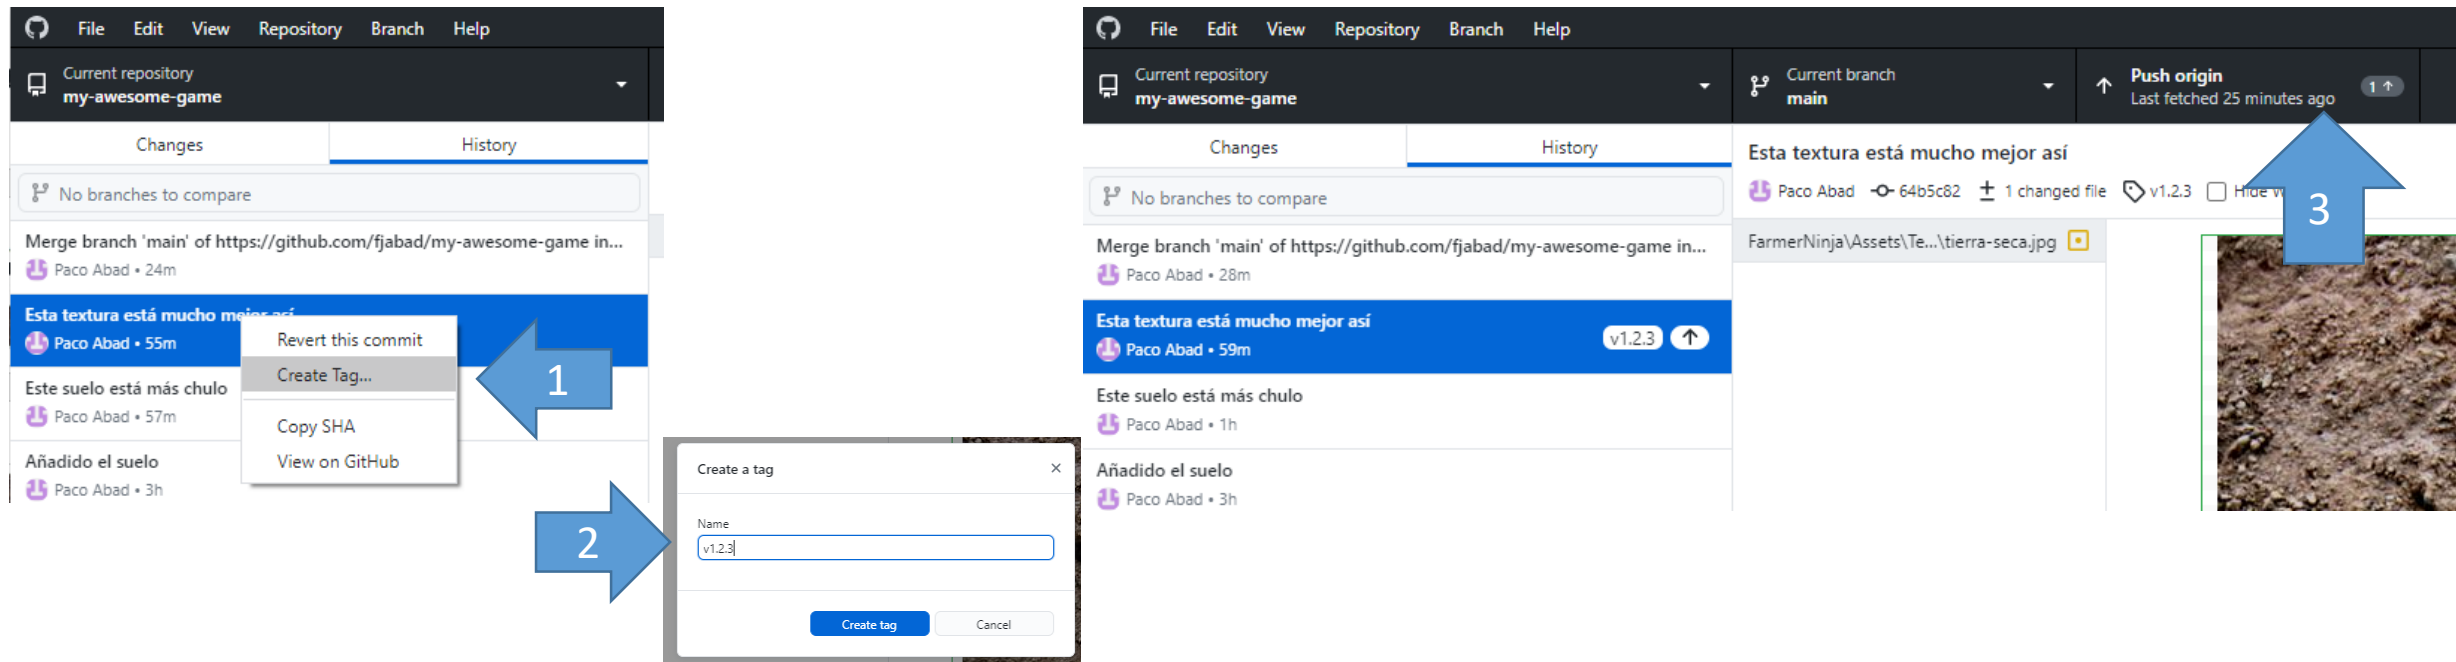 File Edit View Repository Branch Help
Current repository
my-awesome-game
Changes History
No branches to compare
Merge branch 'main' of https://github.com/fjabad/my-awesome-game in...
Paco Abad • 24m
Esta textura está mucho mejor así
Paco Abad • 55m
Revert this commit
Create Tag...
Copy SHA
View on GitHub
Este suelo está más chulo
Paco Abad • 57m
Añadido el suelo
Paco Abad • 3h
1
2
Create a tag
Name
v1.2.3
Create tag Cancel
File Edit View Repository Branch Help
Current repository
my-awesome-game
Current branch
main
Push origin
Last fetched 25 minutes ago
1
Changes History
No branches to compare
Merge branch 'main' of https://github.com/fjabad/my-awesome-game in...
Paco Abad • 28m
Esta textura está mucho mejor así
Paco Abad • 59m
v1.2.3
Este suelo está más chulo
Paco Abad • 1h
Añadido el suelo
Paco Abad • 3h
Esta textura está mucho mejor así
Paco Abad 64b5c82 1 changed file v1.2.3 Hide
FarmerNinja\Assets\Te...\tierra-seca.jpg
3